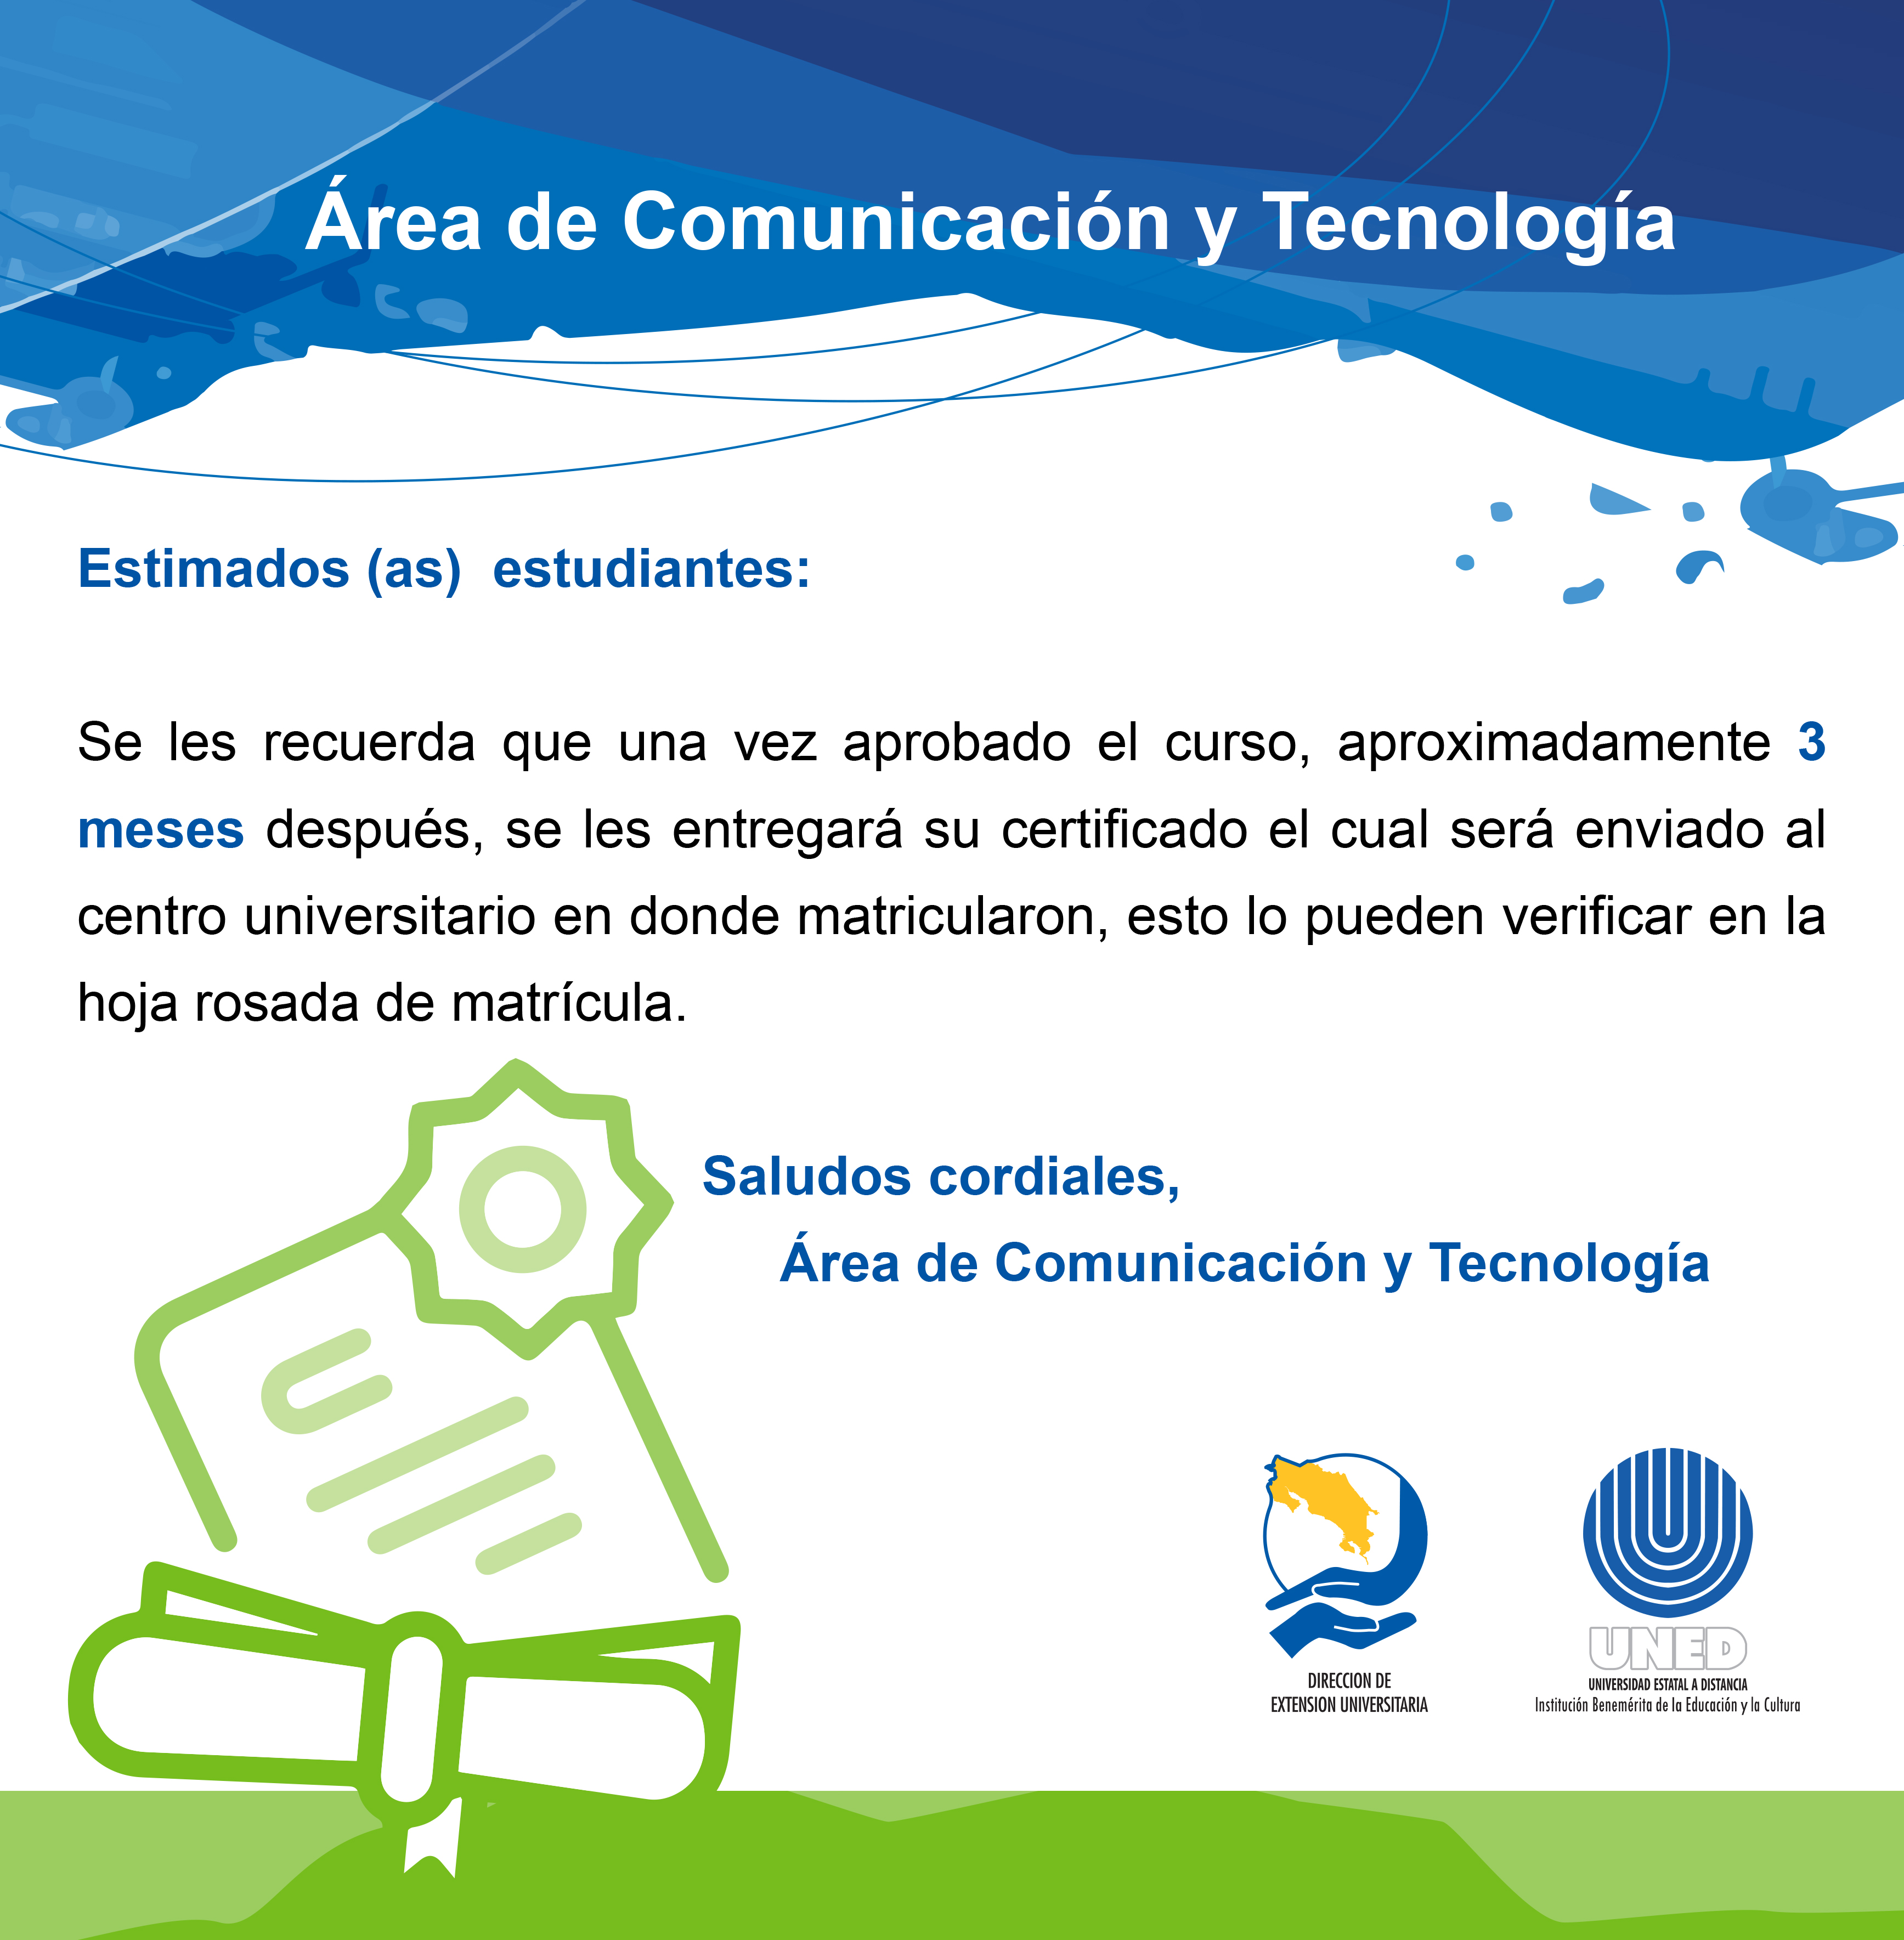 Área de Comunicación y Tecnología
Estimados (as)  estudiantes:
Se les recuerda que una vez aprobado el curso, aproximadamente 3
meses después, se les entregará su certificado el cual será enviado al
centro universitario en donde matricularon, esto lo pueden verificar en la
hoja rosada de matrícula.
Saludos cordiales,
Área de Comunicación y Tecnología
DIRECCION DE
EXTENSION UNIVERSITARIA
UNED
UNIVERSIDAD ESTATAL A DISTANCIA
Institución Benemérita de la Educación y la Cultura